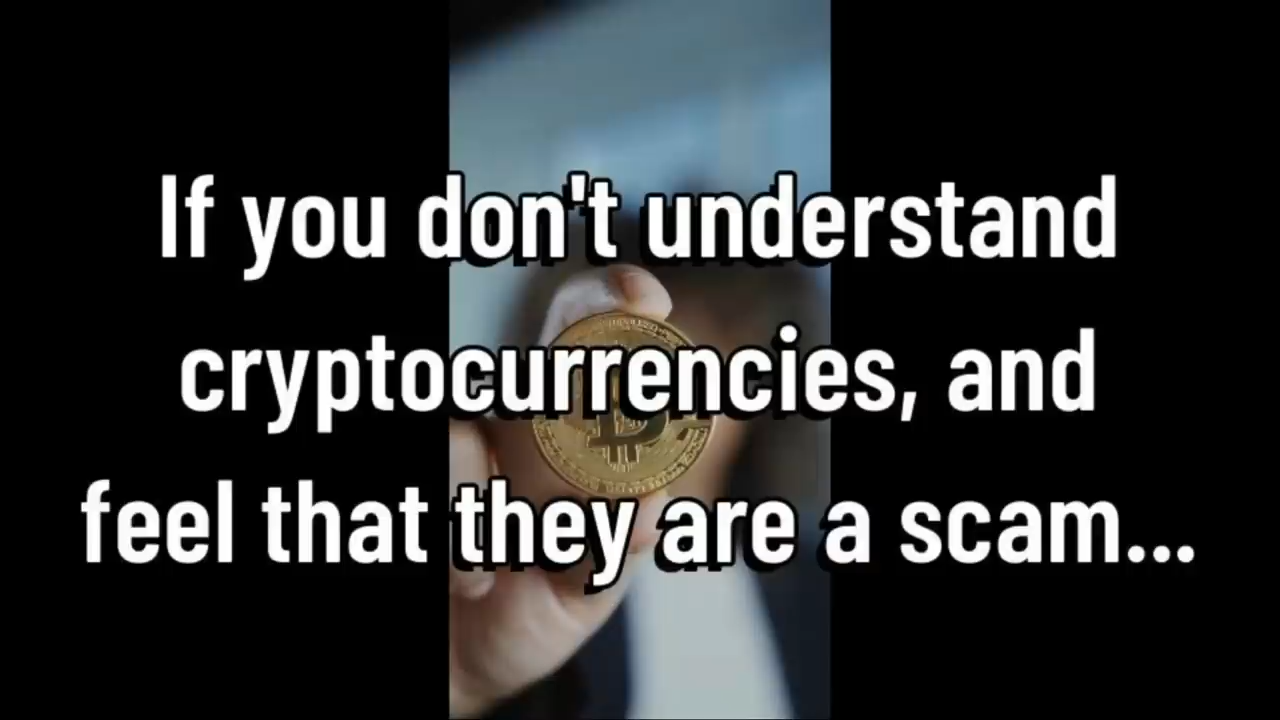 If you don't understand
cryptocurrencies, and
feel that they are a scam...